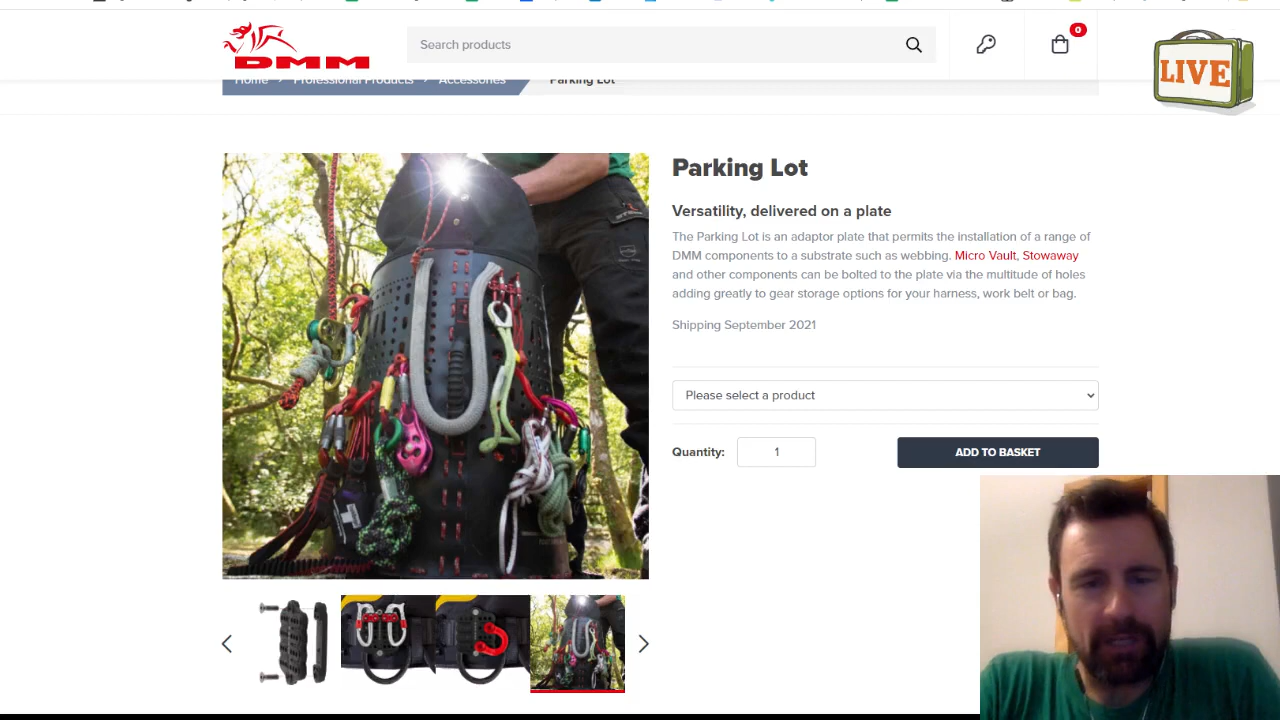 DMM
Search products
0
LIVE
Home > Professional Products > Accessories > Parking Lot
Parking Lot
Versatility, delivered on a plate
The Parking Lot is an adaptor plate that permits the installation of a range of
DMM components to a substrate such as webbing. Micro Vault, Stowaway
and other components can be bolted to the plate via the multitude of holes
adding greatly to gear storage options for your harness, work belt or bag.
Shipping September 2021
Please select a product
Quantity:
1
ADD TO BASKET